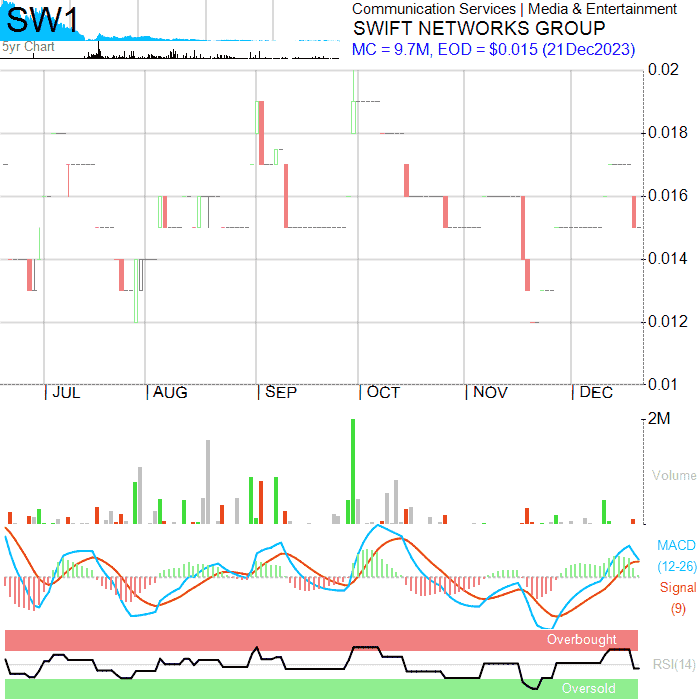 SW1
5yr Chart
Communication Services | Media & Entertainment
SWIFT NETWORKS GROUP
MC = 9.7M, EOD = $0.015 (21Dec2023)
0.02
0.018
0.016
0.014
0.012
0.01
JUL AUG SEP OCT NOV DEC
2M
Volume
MACD
(12-26)
Signal
(9)
Overbought
RSI(14)
Oversold